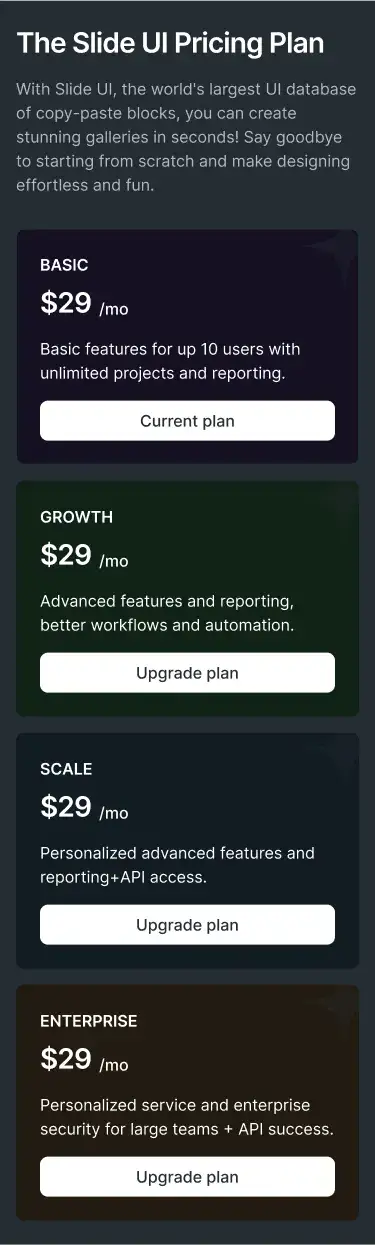 The Slide UI Pricing Plan
With Slide UI, the world's largest UI database
of copy-paste blocks, you can create
stunning galleries in seconds! Say goodbye
to starting from scratch and make designing
effortless and fun.
BASIC
$29 /mo
Basic features for up 10 users with
unlimited projects and reporting.
Current plan
GROWTH
$29 /mo
Advanced features and reporting,
better workflows and automation.
Upgrade plan
SCALE
$29 /mo
Personalized advanced features and
reporting+API access.
Upgrade plan
ENTERPRISE
$29 /mo
Personalized service and enterprise
security for large teams + API success.
Upgrade plan